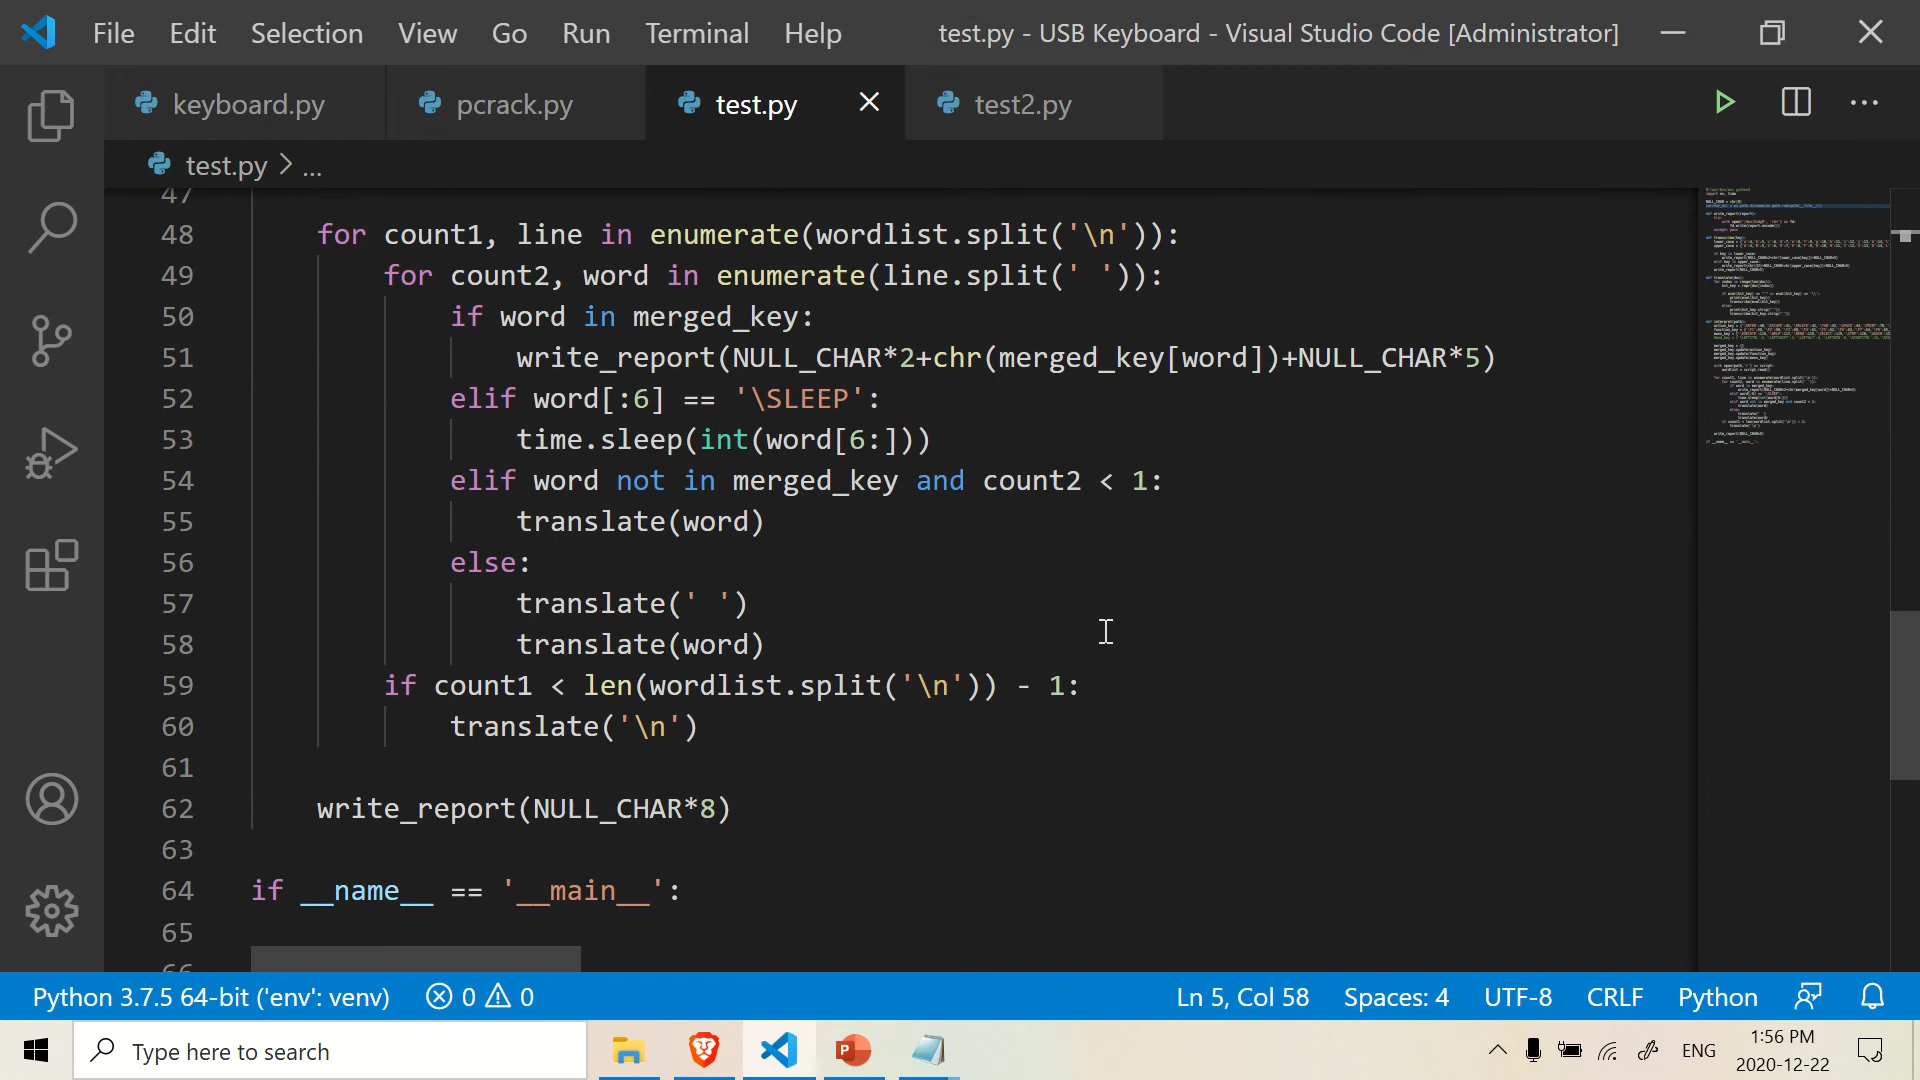 File Edit Selection View Go Run Terminal Help test.py - USB Keyboard - Visual Studio Code [Administrator]
keyboard.py pcrack.py test.py test2.py
test.py > ...
47
48 for count1, line in enumerate(wordlist.split('\n')):
49 for count2, word in enumerate(line.split(' ')):
50 if word in merged_key:
51 write_report(NULL_CHAR*2+chr(merged_key[word])+NULL_CHAR*5)
52 elif word[:6] == '\SLEEP':
53 time.sleep(int(word[6:]))
54 elif word not in merged_key and count2 < 1:
55 translate(word)
56 else:
57 translate(' ')
58 translate(word)
59 if count1 < len(wordlist.split('\n')) - 1:
60 translate('\n')
61
62 write_report(NULL_CHAR*8)
63
64 if __name__ == '__main__':
65
66
Python 3.7.5 64-bit ('env': venv) 0 0 Ln 5, Col 58 Spaces: 4 UTF-8 CRLF Python
Type here to search ENG 1:56 PM
2020-12-22